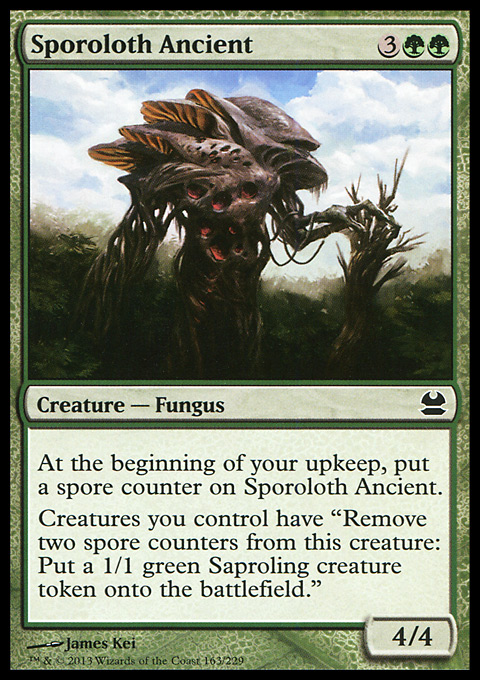 Sporoloth Ancient 3
Creature — Fungus
At the beginning of your upkeep, put
a spore counter on Sporoloth Ancient.
Creatures you control have “Remove
two spore counters from this creature:
Put a 1/1 green Saproling creature
token onto the battlefield.”
4/4
James Kei
™ & © 2013 Wizards of the Coast 163/229